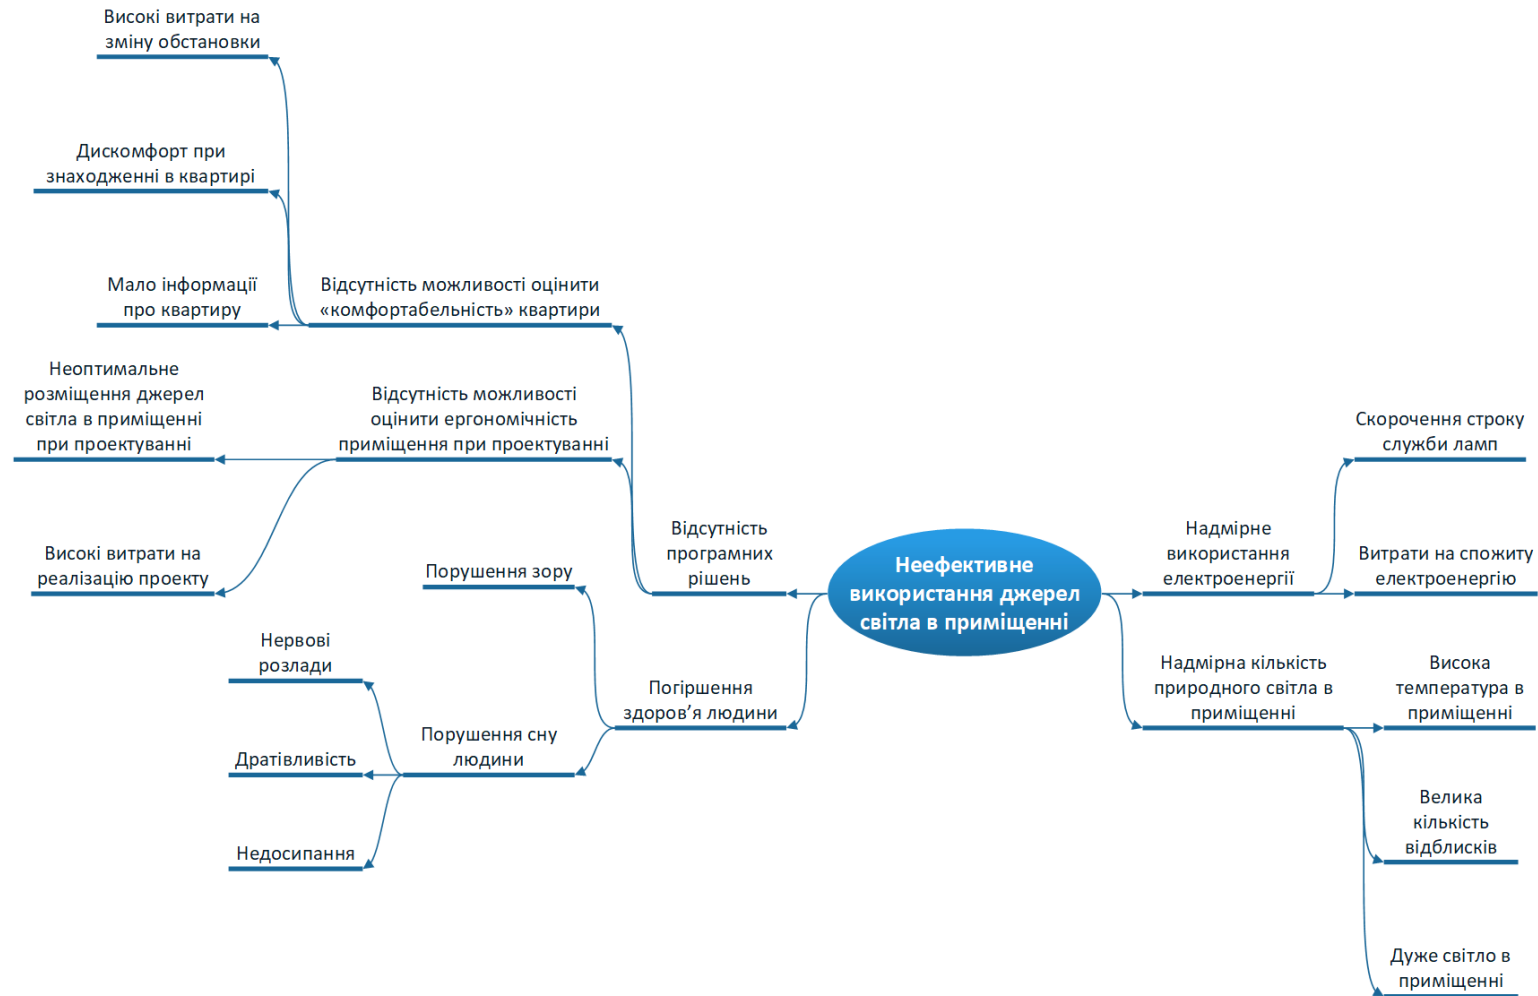 Високі витрати на
зміну обстановки
Дискомфорт при
знаходженні в квартирі
Мало інформації
про квартиру
Відсутність можливості оцінити
«комфортабельність» квартири
Неоптимальне
розміщення джерел
світла в приміщенні
при проектуванні
Відсутність можливості
оцінити ергономічність
приміщення при проектуванні
Високі витрати на
реалізацію проекту
Відсутність
програмних
рішень
Порушення зору
Нервові
розлади
Дратівливість
Недосипання
Порушення сну
людини
Погіршення
здоров’я людини
Неефективне
використання джерел
світла в приміщенні
Надмірне
використання
електроенергії
Скорочення строку
служби ламп
Витрати на спожиту
електроенергію
Надмірна кількість
природного світла в
приміщенні
Висока
температура в
приміщенні
Велика
кількість
відблисків
Дуже світло в
приміщенні